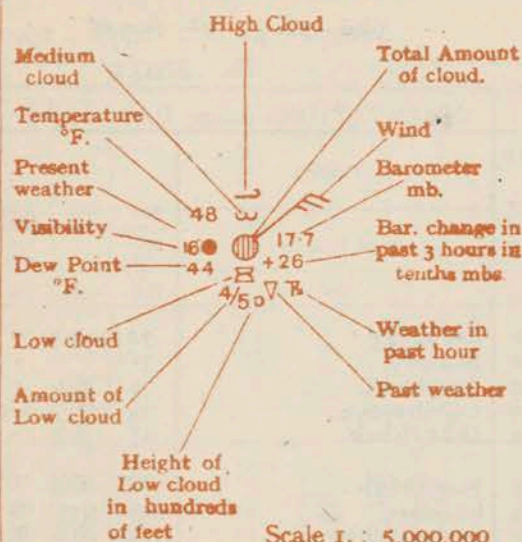 High Cloud
Medium
cloud
Total Amount
of cloud.
Temperature
°F.
Wind
Present
weather
Barometer
mb.
48
Visibility
16
17·7
Bar. change in
past 3 hours in
tenths mbs
Dew Point
°F.
44
+26
4/5
Low cloud
Weather in
past hour
Amount of
Low cloud
Past weather
Height of
Low cloud
in hundreds
of feet
Scale 1. : 5,000,000